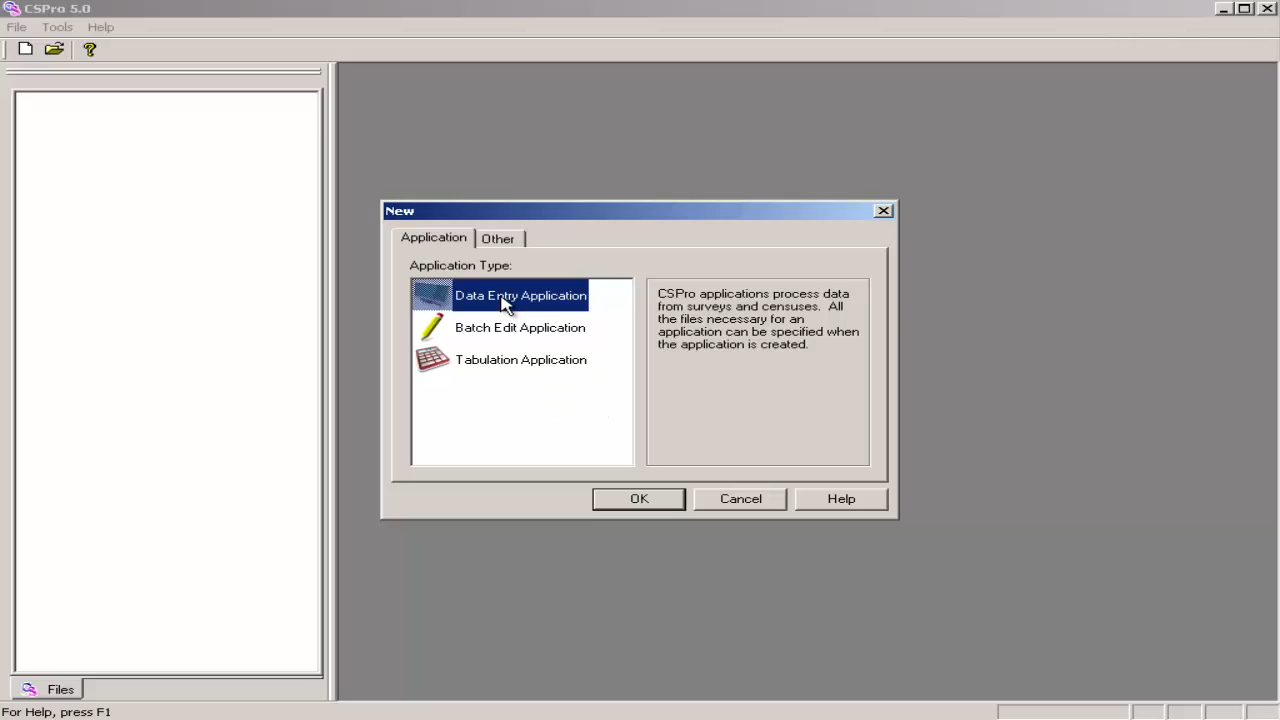 CSPro 5.0
File Tools Help
New
Application Other
Application Type:
Data Entry Application
Batch Edit Application
Tabulation Application
CSPro applications process data
from surveys and censuses. All
the files necessary for an
application can be specified when
the application is created.
OK Cancel Help
Files
For Help, press F1